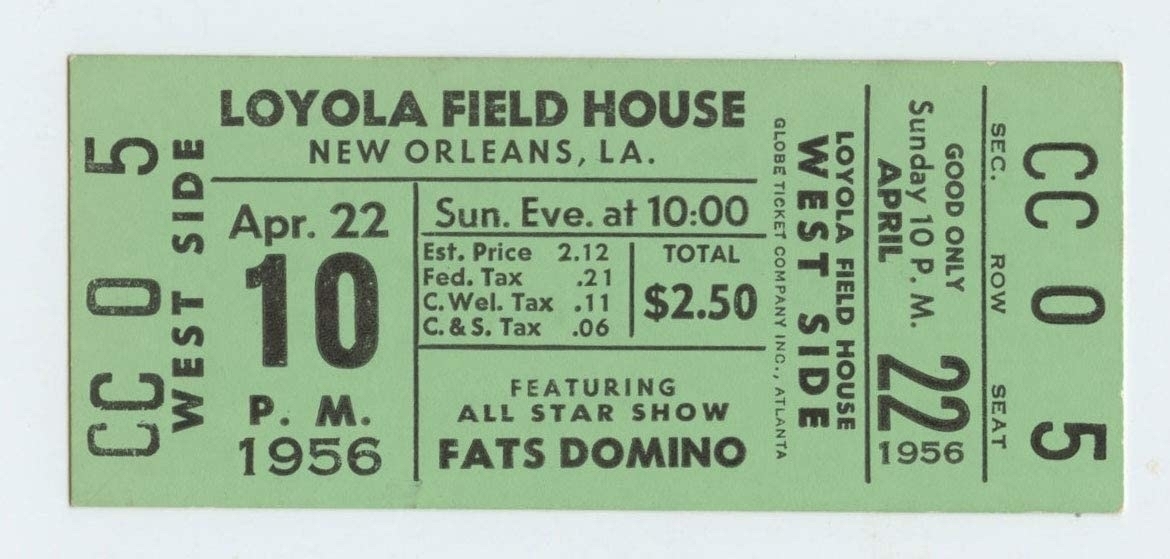 CC O 5
WEST SIDE
LOYOLA FIELD HOUSE
NEW ORLEANS, LA.
Apr. 22
10
P. M.
1956
Sun. Eve. at 10:00
Est. Price 2.12
Fed. Tax .21
C. Wel. Tax .11
C. & S. Tax .06
TOTAL
$2.50
FEATURING
ALL STAR SHOW
FATS DOMINO
GLOBE TICKET COMPANY INC., ATLANTA
LOYOLA FIELD HOUSE
WEST SIDE
GOOD ONLY
Sunday 10 P. M.
APRIL
22
1956
SEC. ROW SEAT
CC O 5